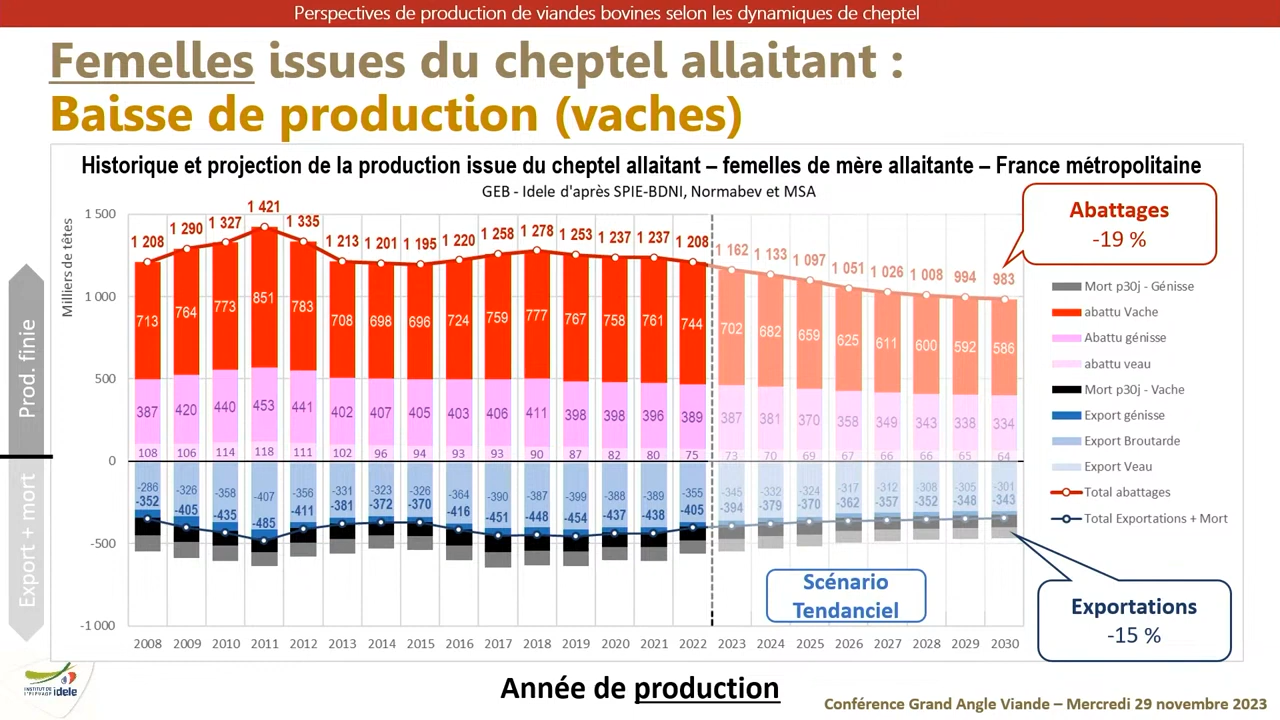 Perspectives de production de viandes bovines selon les dynamiques de cheptel
Femelles issues du cheptel allaitant :
Baisse de production (vaches)
Historique et projection de la production issue du cheptel allaitant – femelles de mère allaitante – France métropolitaine
GEB - Idele d'après SPIE-BDNI, Normabev et MSA
Milliers de têtes
Prod. finie
Export + mort
1 500
1 000
500
0
-500
-1 000
1 208 1 290 1 327 1 421 1 335 1 213 1 201 1 195 1 220 1 258 1 278 1 253 1 237 1 237 1 208 1 162 1 133 1 097 1 051 1 026 1 008 994 983
713 764 773 851 783 708 698 696 724 759 777 767 758 761 744 702 682 659 625 611 600 592 586
387 420 440 453 441 402 407 405 403 406 411 398 398 396 389 387 381 370 358 349 343 338 334
108 106 114 118 111 102 96 94 93 93 90 87 82 80 75 73 70 69 67 66 66 65 64
-286 -326 -358 -407 -356 -331 -323 -326 -364 -390 -387 -399 -388 -389 -355 -345 -332 -324 -317 -312 -308 -305 -301
-352 -405 -435 -485 -411 -381 -372 -370 -416 -451 -448 -454 -437 -438 -405 -394 -379 -370 -362 -357 -352 -348 -343
2008 2009 2010 2011 2012 2013 2014 2015 2016 2017 2018 2019 2020 2021 2022 2023 2024 2025 2026 2027 2028 2029 2030
Scénario
Tendanciel
Abattages
-19 %
Mort p30j - Génisse
abattu Vache
Abattu génisse
abattu veau
Mort p30j - Vache
Export génisse
Export Broutarde
Export Veau
Total abattages
Total Exportations + Mort
Exportations
-15 %
Année de production
INSTITUT DE
L'ELEVAGE idele
Conférence Grand Angle Viande – Mercredi 29 novembre 2023